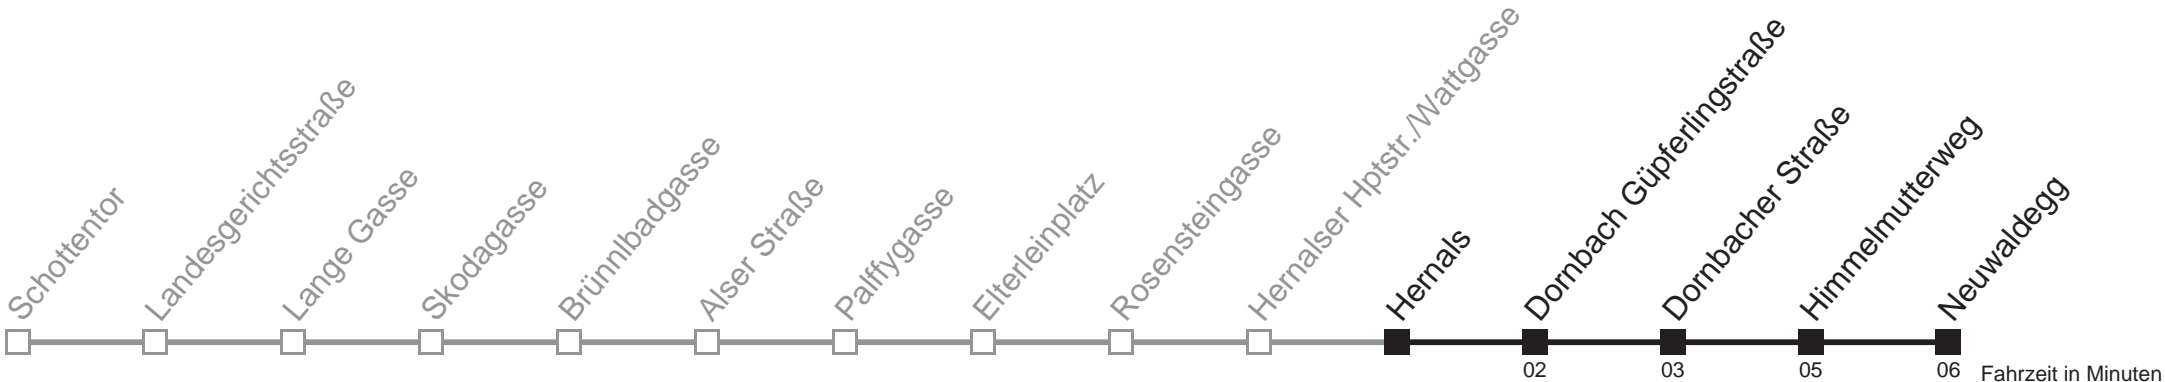 Schottentor
Landesgerichtsstraße
Lange Gasse
Skodagasse
Brünnlbadgasse
Alser Straße
Palffygasse
Elterleinplatz
Rosensteingasse
Hernalser Hptstr./Wattgasse
Hernals
Dornbach Güpferlingstraße
Dornbacher Straße
Himmelmutterweg
Neuwaldegg
02 03 05 06 Fahrzeit in Minuten